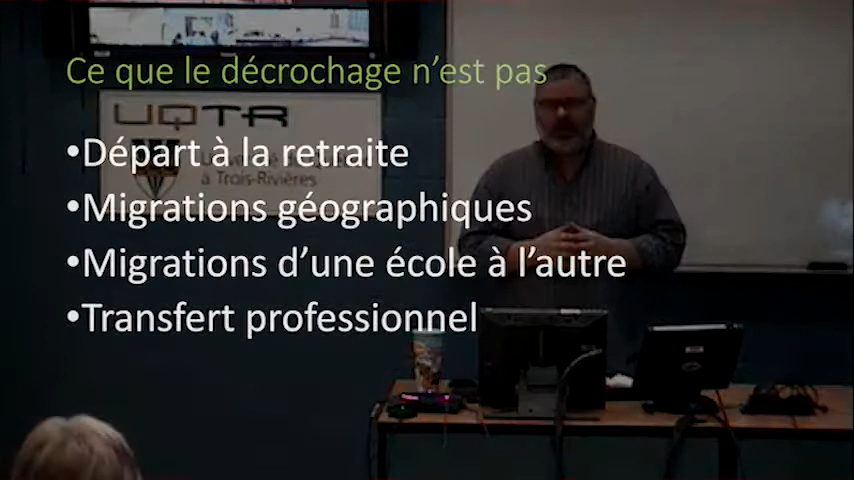 Ce que le décrochage n'est pas
UQTR
•Départ à la retraite
à Trois-Rivières
•Migrations géographiques
•Migrations d'une école à l'autre
•Transfert professionnel